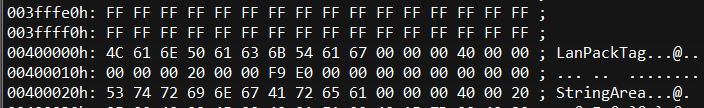 003fffe0h: FF FF FF FF FF FF FF FF FF FF FF FF FF FF FF FF ;
003ffff0h: FF FF FF FF FF FF FF FF FF FF FF FF FF FF FF FF ;
00400000h: 4C 61 6E 50 61 63 6B 54 61 67 00 00 00 40 00 00 ; LanPackTag...@..
00400010h: 00 00 00 20 00 00 F9 E0 00 00 00 00 00 00 00 00 ; ... .. ........
00400020h: 53 74 72 69 6E 67 41 72 65 61 00 00 00 40 00 20 ; StringArea...@.